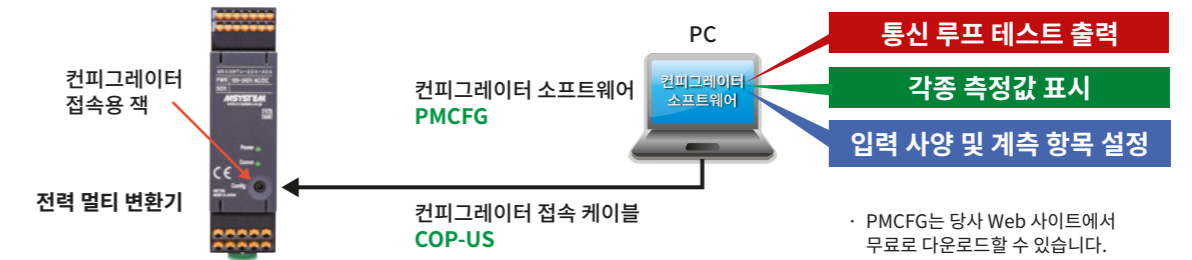 컨피그레이터
접속용 잭
전력 멀티 변환기
MSYSTEM
Power
Comm
CE
Config
컨피그레이터 소프트웨어
PMCFG
컨피그레이터 접속 케이블
COP-US
PC
컨피그레이터
소프트웨어
통신 루프 테스트 출력
각종 측정값 표시
입력 사양 및 계측 항목 설정
· PMCFG는 당사 Web 사이트에서
무료로 다운로드할 수 있습니다.